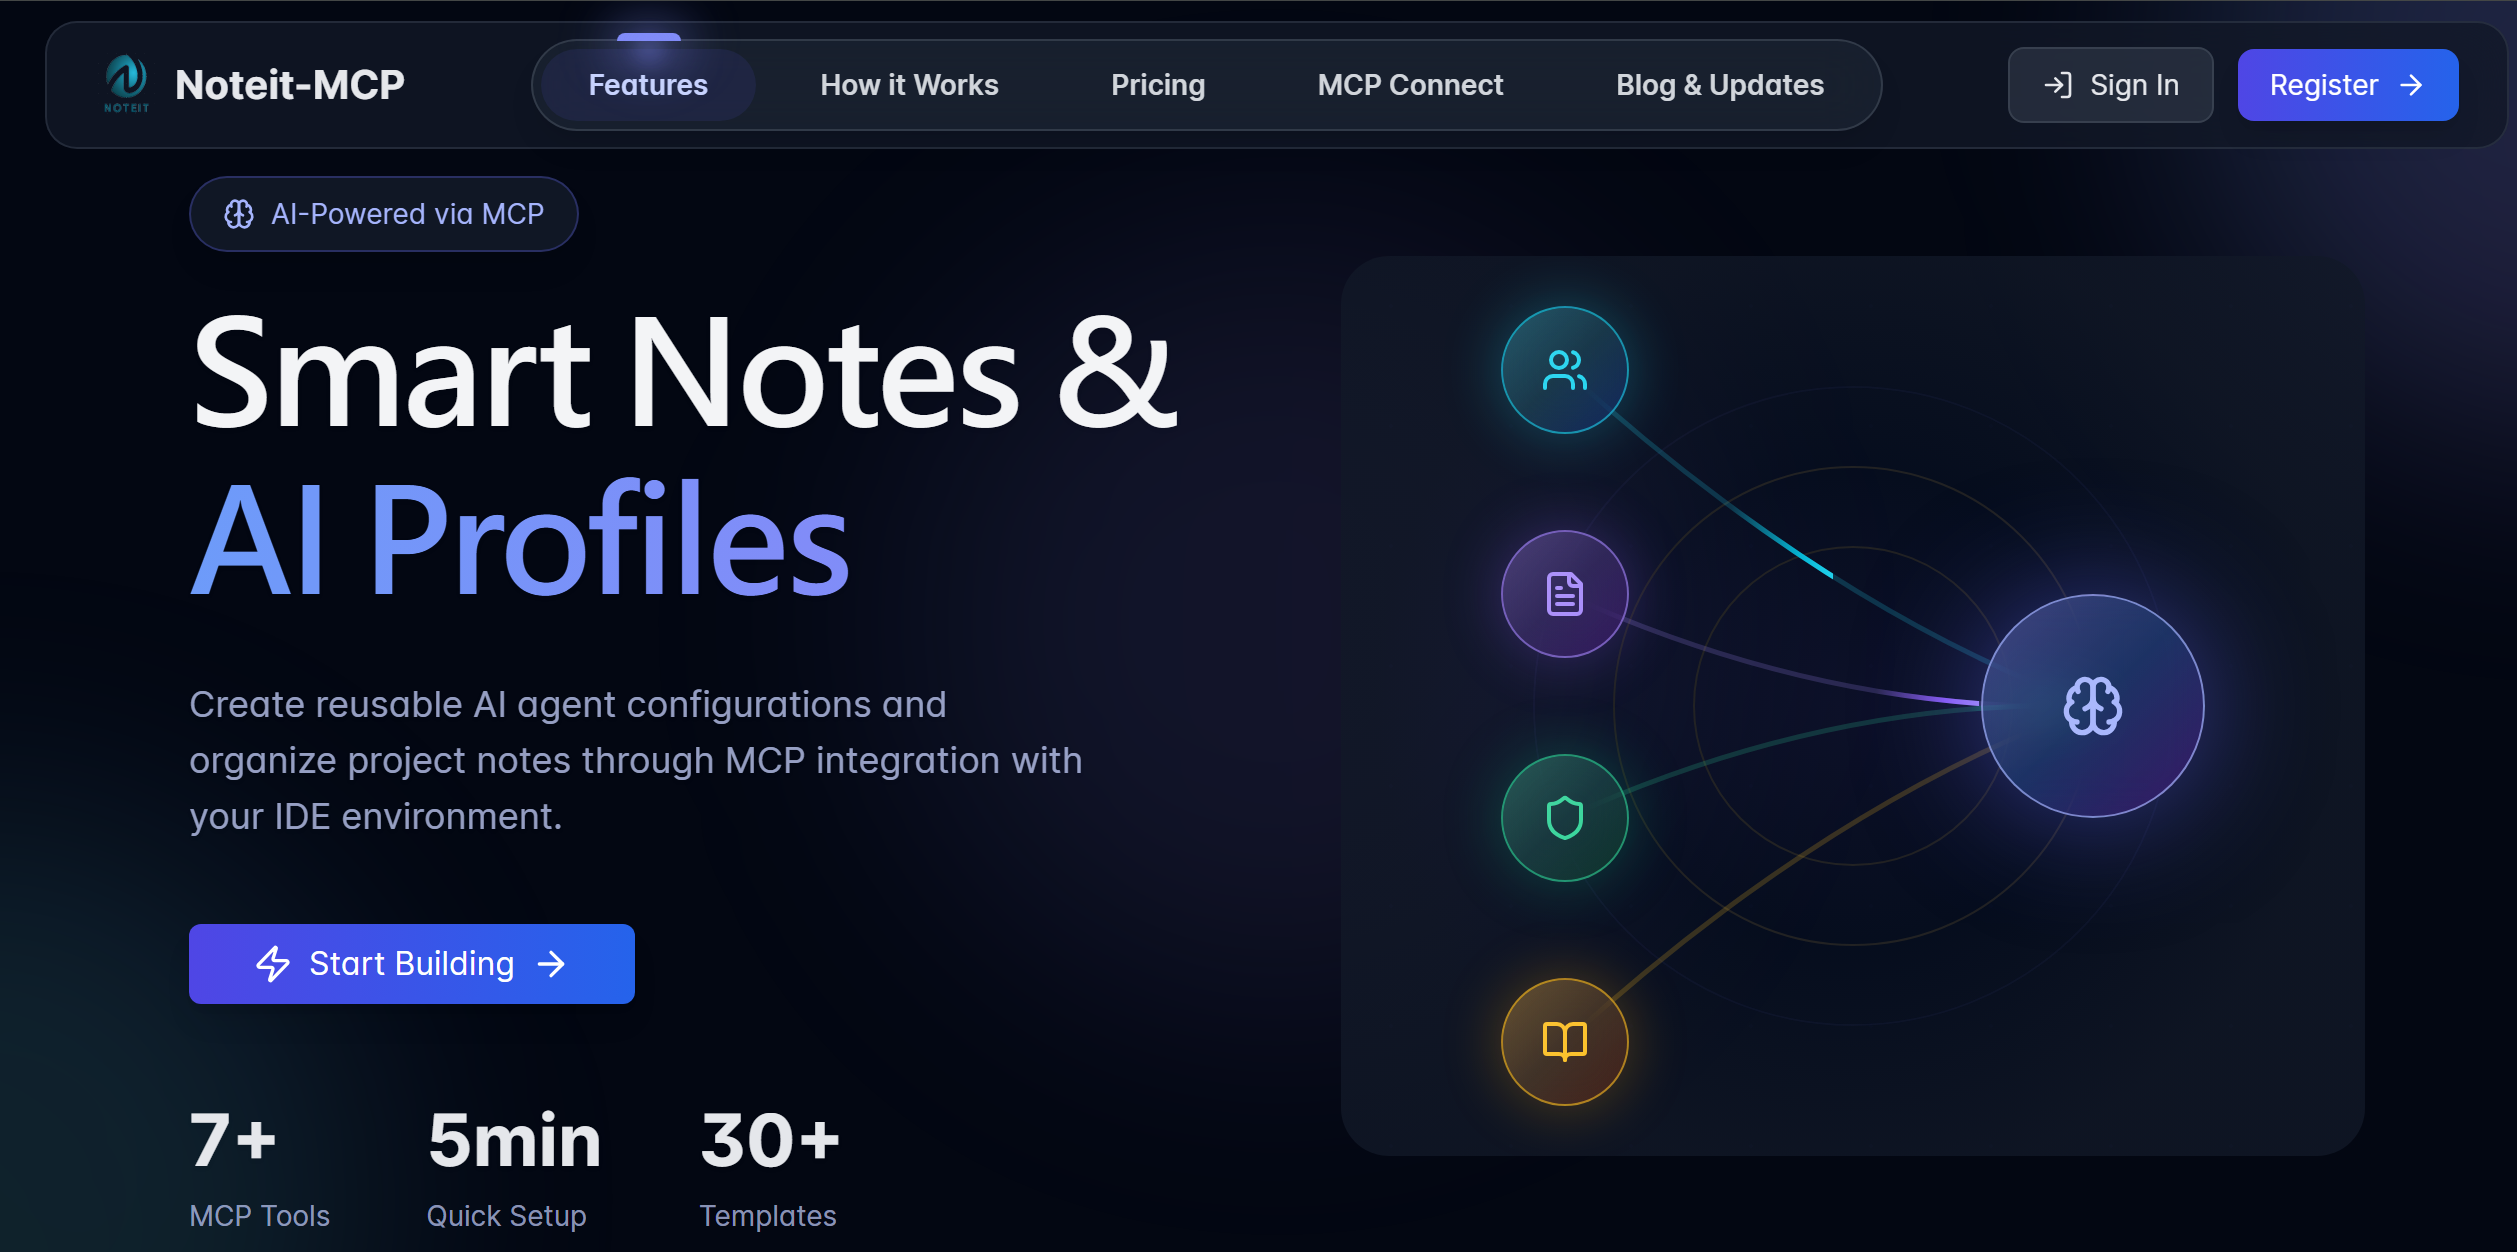 NOTEIT
Noteit-MCP
Features
How it Works
Pricing
MCP Connect
Blog & Updates
Sign In
Register
AI-Powered via MCP
Smart Notes &
AI Profiles
Create reusable AI agent configurations and
organize project notes through MCP integration with
your IDE environment.
Start Building
7+
MCP Tools
5min
Quick Setup
30+
Templates